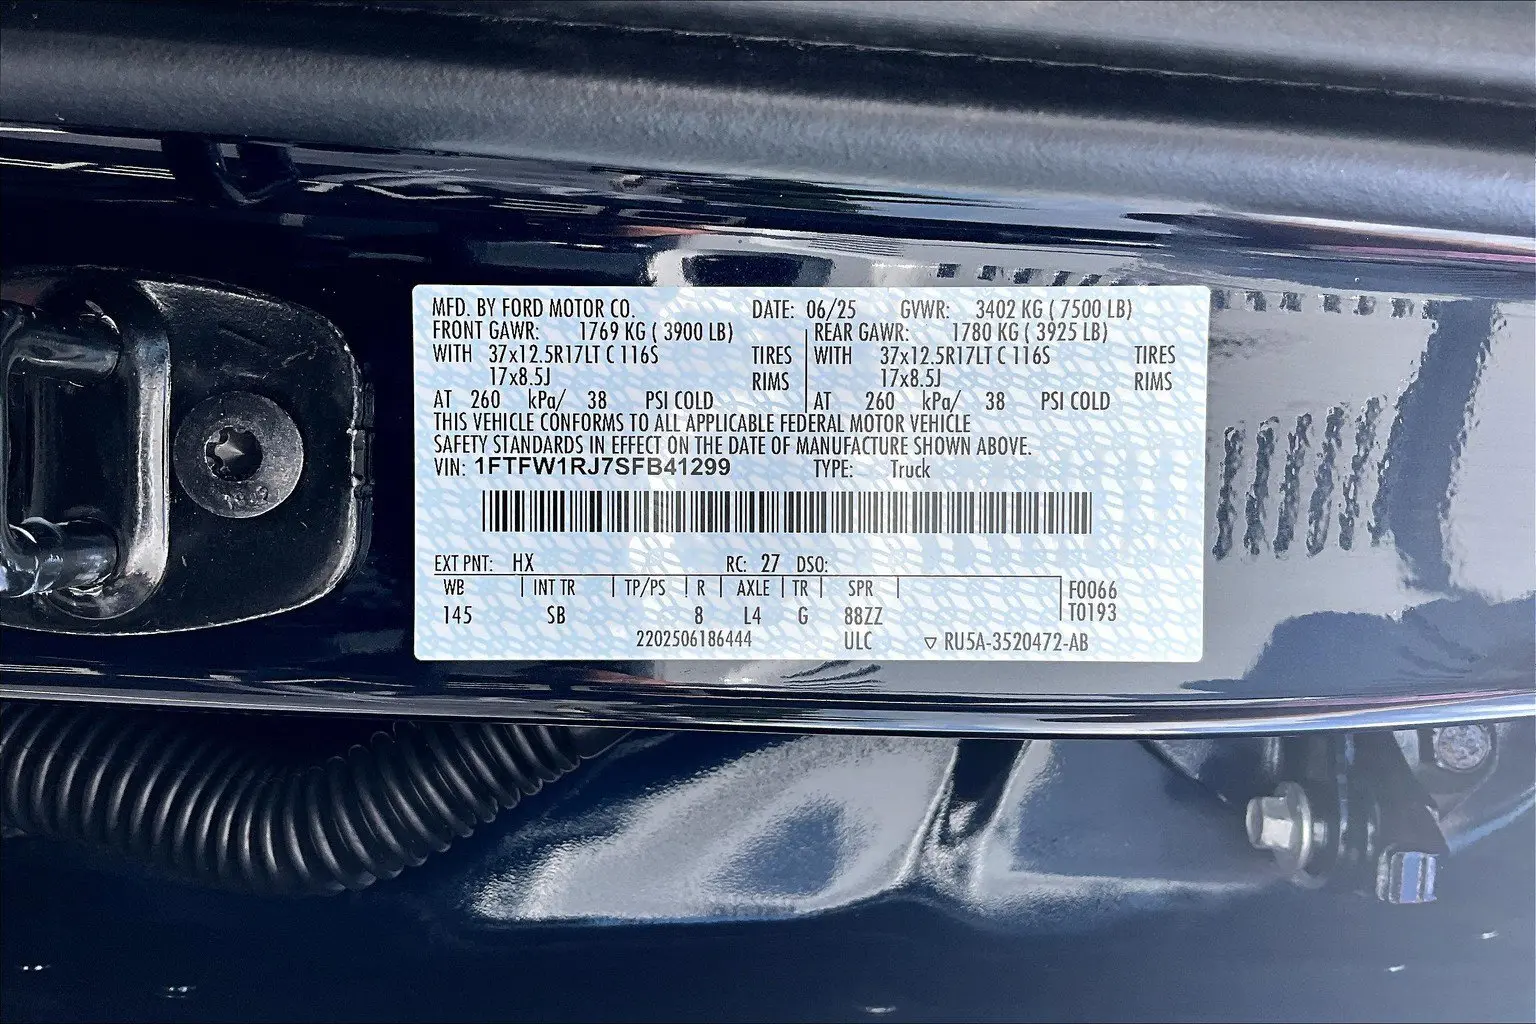 MFD. BY FORD MOTOR CO. DATE: 06/25 GVWR: 3402 KG ( 7500 LB)
FRONT GAWR: 1769 KG ( 3900 LB) REAR GAWR: 1780 KG ( 3925 LB)
WITH 37x12.5R17LT C 116S TIRES WITH 37x12.5R17LT C 116S TIRES
17x8.5J RIMS 17x8.5J RIMS
AT 260 kPa/ 38 PSI COLD AT 260 kPa/ 38 PSI COLD
THIS VEHICLE CONFORMS TO ALL APPLICABLE FEDERAL MOTOR VEHICLE
SAFETY STANDARDS IN EFFECT ON THE DATE OF MANUFACTURE SHOWN ABOVE.
VIN: 1FTFW1RJ7SFB41299 TYPE: Truck
EXT PNT: HX RC: 27 DSO:
WB INT TR TP/PS R AXLE TR SPR F0066
145 SB 8 L4 G 88ZZ T0193
2202506186444 ULC ▽ RU5A-3520472-AB